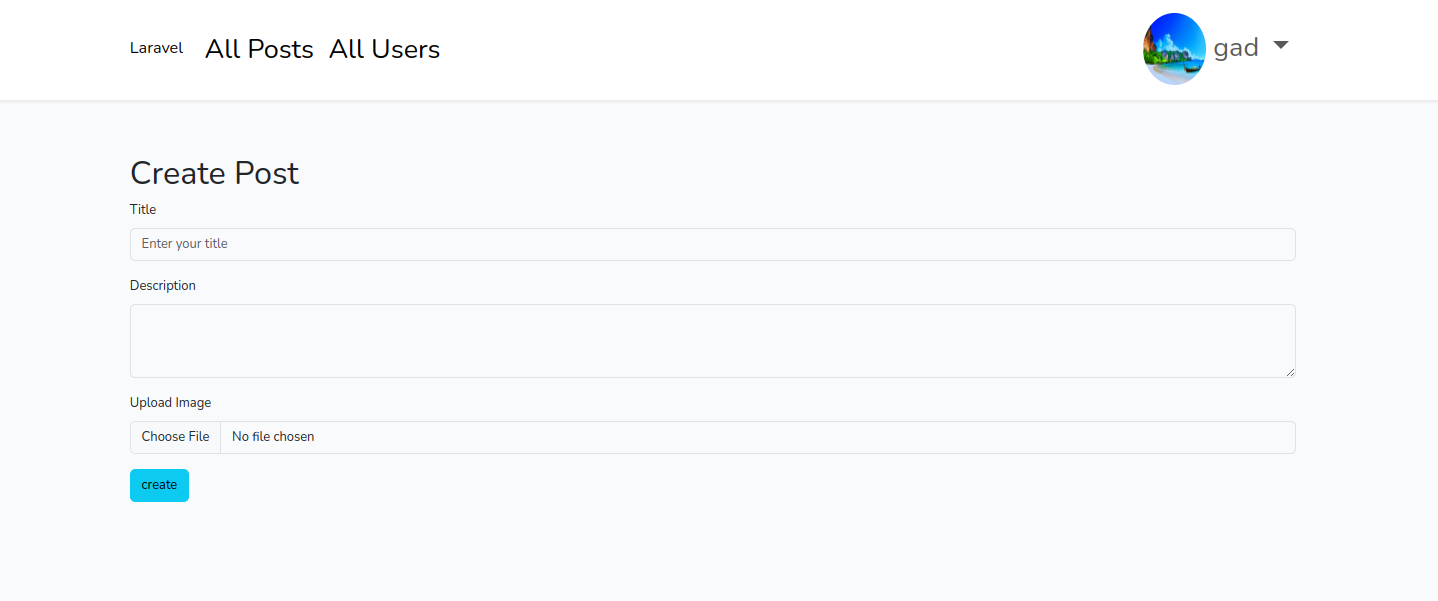 Laravel All Posts All Users gad
Create Post
Title
Enter your title
Description
Upload Image
Choose File No file chosen
create